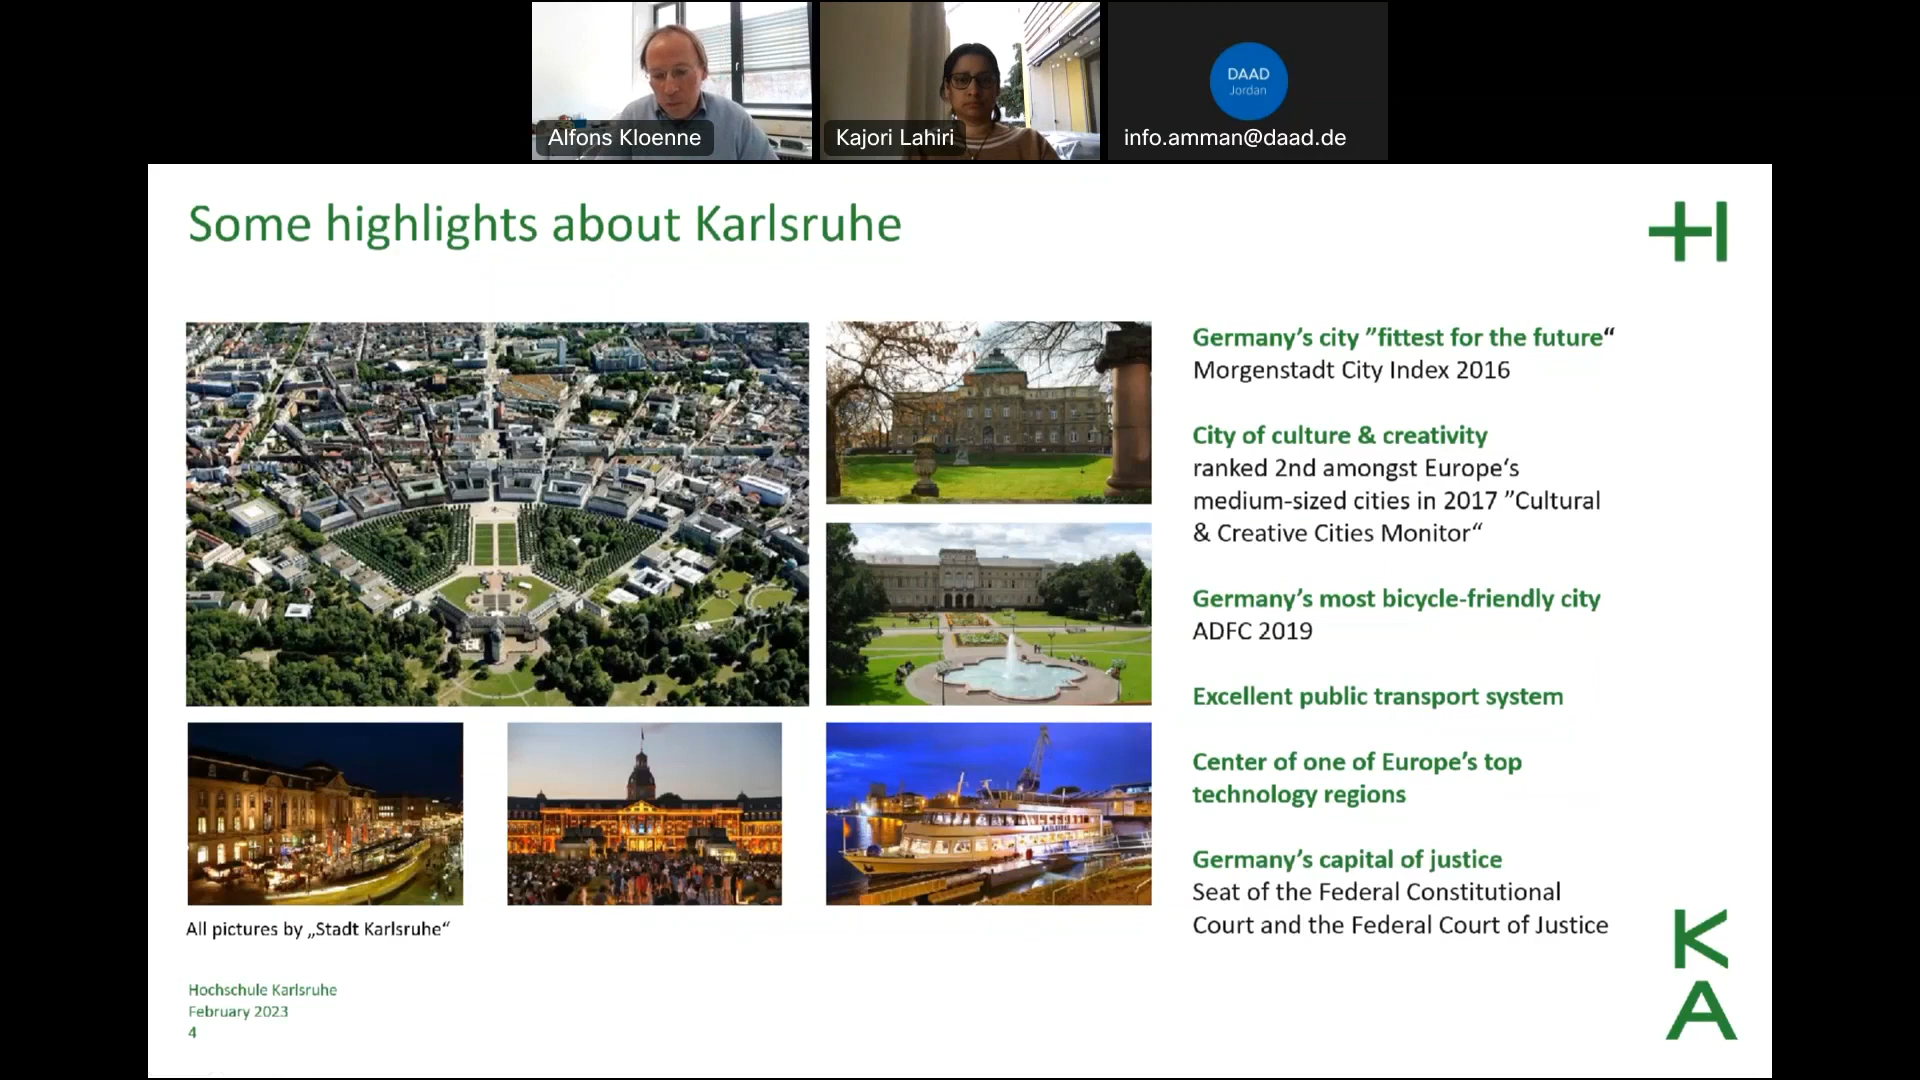 Alfons Kloenne
Kajori Lahiri
DAAD
Jordan
info.amman@daad.de
Some highlights about Karlsruhe
H
Germany’s city ”fittest for the future“
Morgenstadt City Index 2016
City of culture & creativity
ranked 2nd amongst Europe‘s
medium-sized cities in 2017 ”Cultural
& Creative Cities Monitor“
Germany’s most bicycle-friendly city
ADFC 2019
Excellent public transport system
Center of one of Europe’s top
technology regions
Germany’s capital of justice
Seat of the Federal Constitutional
Court and the Federal Court of Justice
All pictures by „Stadt Karlsruhe“
Hochschule Karlsruhe
February 2023
4
K
A